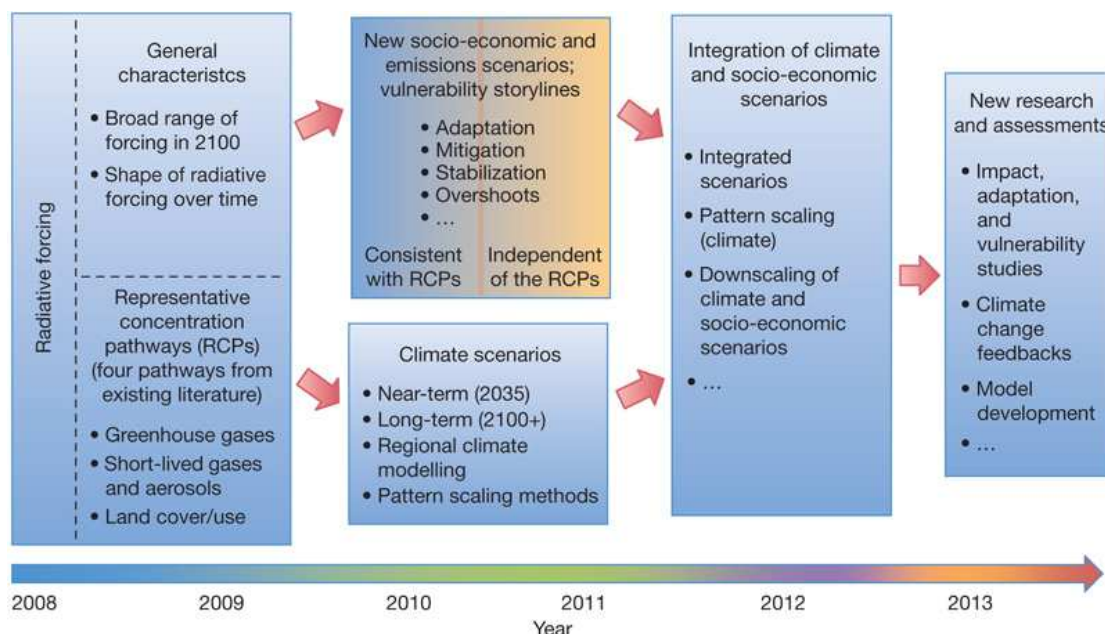 Radiative forcing
General
characteristcs
• Broad range of
forcing in 2100
• Shape of radiative
forcing over time
Representative
concentration
pathways (RCPs)
(four pathways from
existing literature)
• Greenhouse gases
• Short-lived gases
and aerosols
• Land cover/use
New socio-economic and
emissions scenarios;
vulnerability storylines
• Adaptation
• Mitigation
• Stabilization
• Overshoots
• ...
Consistent
with RCPs
Independent
of the RCPs
Climate scenarios
• Near-term (2035)
• Long-term (2100+)
• Regional climate
modelling
• Pattern scaling methods
Integration of climate
and socio-economic
scenarios
• Integrated
scenarios
• Pattern scaling
(climate)
• Downscaling of
climate and
socio-economic
scenarios
• ...
New research
and assessments
• Impact,
adaptation,
and
vulnerability
studies
• Climate
change
feedbacks
• Model
development
• ...
2008 2009 2010 2011 2012 2013
Year